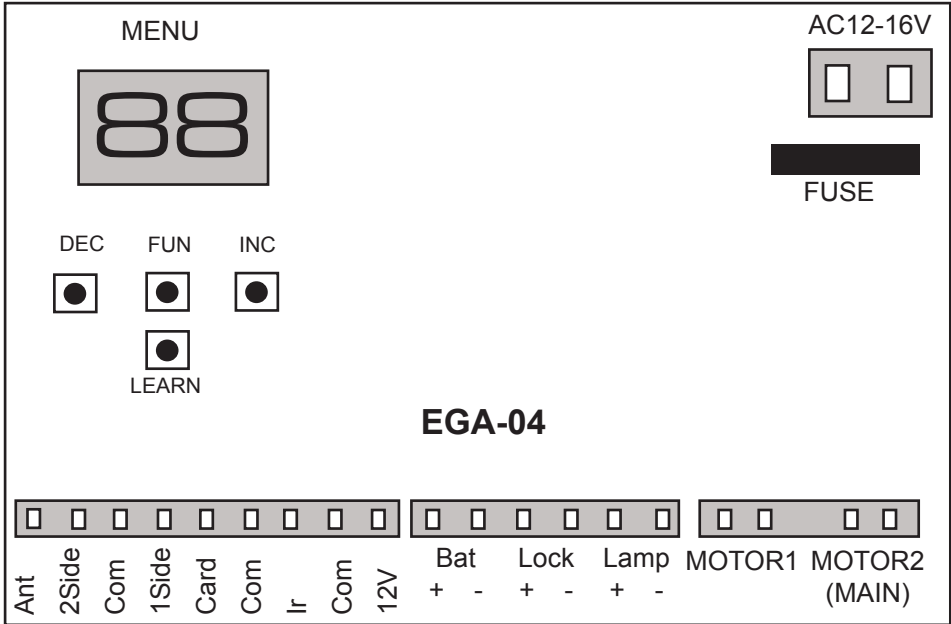 MENU
AC12-16V
88
FUSE
DEC FUN INC
LEARN
EGA-04
Ant 2Side Com 1Side Card Com Ir Com 12V
Bat Lock Lamp MOTOR1 MOTOR2
+ - + - + - (MAIN)